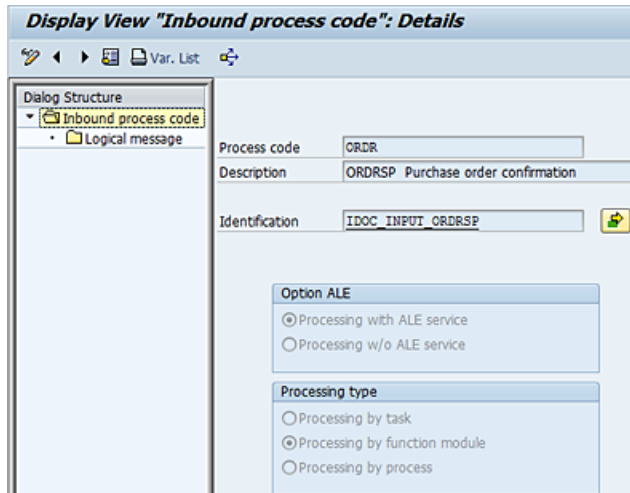 Display View "Inbound process code": Details
Var. List
Dialog Structure
Inbound process code
Logical message
Process code ORDR
Description ORDRSP Purchase order confirmation
Identification IDOC_INPUT_ORDRSP
Option ALE
Processing with ALE service
Processing w/o ALE service
Processing type
Processing by task
Processing by function module
Processing by process